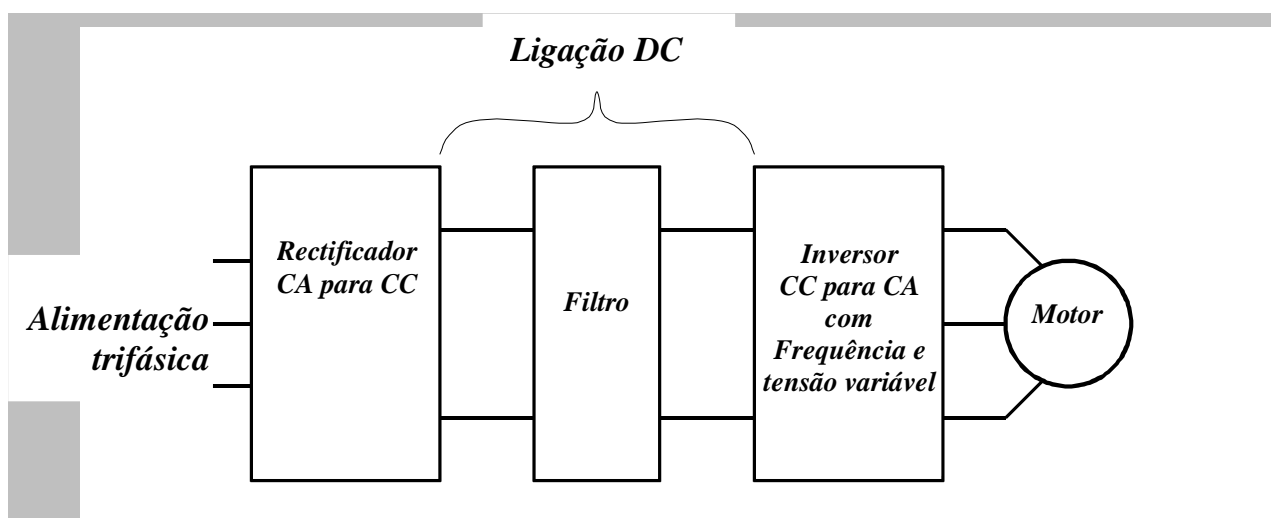 Ligação DC
Rectificador
CA para CC
Filtro
Inversor
CC para CA
com
Frequência e
tensão variável
Motor
Alimentação
trifásica